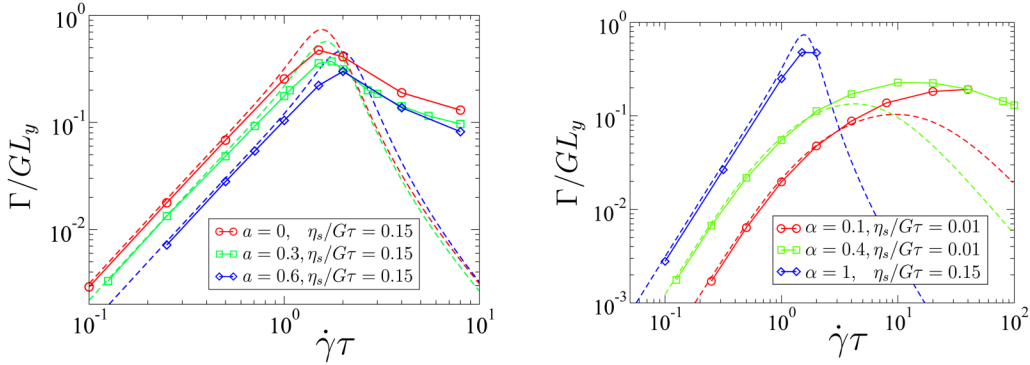 10^0
10^-1
10^-2
Γ/GL_y
a = 0, η_s/Gτ = 0.15
a = 0.3, η_s/Gτ = 0.15
a = 0.6, η_s/Gτ = 0.15
10^-1 10^0 10^1
γ̇τ
10^0
10^-1
10^-2
10^-3
Γ/GL_y
α = 0.1, η_s/Gτ = 0.01
α = 0.4, η_s/Gτ = 0.01
α = 1, η_s/Gτ = 0.15
10^-1 10^0 10^1 10^2
γ̇τ